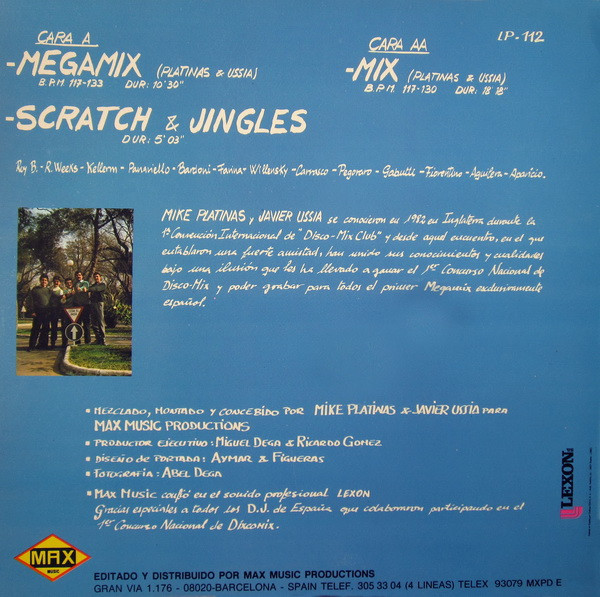 CARA A
-MEGAMIX (PLATINAS & USSIA)
B.P.M. 117-133 DUR: 10'30"
-SCRATCH & JINGLES
DUR: 5'03"
CARA AA
-MIX (PLATINAS & USSIA)
B.P.M. 117-130 DUR: 18'18"
LP-112
Roy B.-R. Weeks-Keltern-Panariello-Bardoni-Farina-Willensky-Carrasco-Pegoraro-Gabutti-Fiorentino-Aguilera-Aparicio.
MIKE PLATINAS y JAVIER USSIA se conocieron en 1982 en Inglaterra durante la
1ª Convención Internacional de "Disco-Mix Club" y desde aquel encuentro, en el que
entablaron una fuerte amistad, han unido sus conocimientos y cualidades
bajo una ilusión que les ha llevado a ganar el 1er Concurso Nacional de
Disco-Mix y poder grabar para todos el primer Megamix exclusivamente
español.
MEZCLADO, MONTADO Y CONCEBIDO POR MIKE PLATINAS & JAVIER USSIA PARA
MAX MUSIC PRODUCTIONS
PRODUCTOR EJECUTIVO: MIGUEL DEGA & RICARDO GOMEZ
DISEÑO DE PORTADA: AYMAR & FIGUERAS
FOTOGRAFIA: ABEL DEGA
MAX MUSIC confió en el sonido profesional LEXON
Gracias especiales a todos los D.J. de España que colaboraron participando en el
1er Concurso Nacional de Discomix.
LEXON
MAX
MUSIC
EDITADO Y DISTRIBUIDO POR MAX MUSIC PRODUCTIONS
GRAN VIA 1.176 - 08020-BARCELONA - SPAIN TELEF. 305 33 04 (4 LINEAS) TELEX 93079 MXPD E